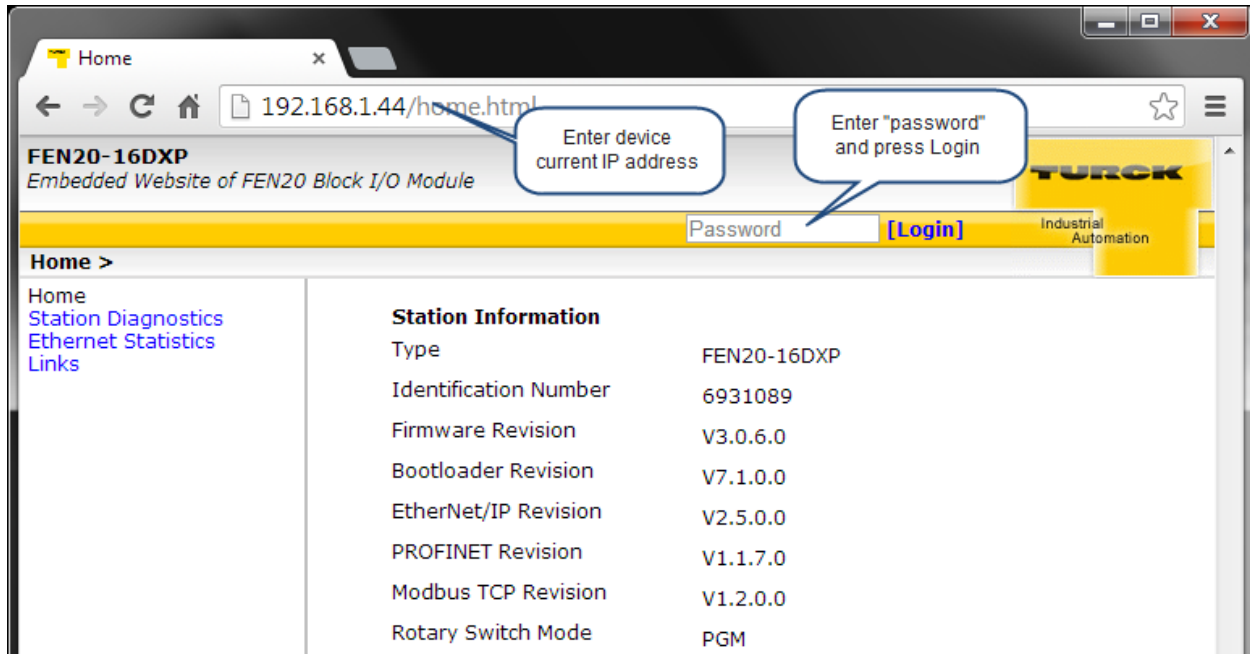 Home
192.168.1.44/home.html
Enter device
current IP address
Enter "password"
and press Login
FEN20-16DXP
Embedded Website of FEN20 Block I/O Module
TURCK
Industrial
Automation
Password [Login]
Home >
Home
Station Diagnostics
Ethernet Statistics
Links
Station Information
Type FEN20-16DXP
Identification Number 6931089
Firmware Revision V3.0.6.0
Bootloader Revision V7.1.0.0
EtherNet/IP Revision V2.5.0.0
PROFINET Revision V1.1.7.0
Modbus TCP Revision V1.2.0.0
Rotary Switch Mode PGM